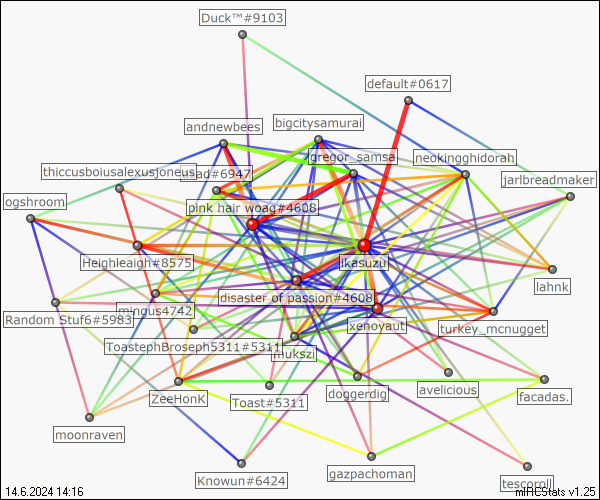 Duck™#9103
default#0617
bigcitysamurai
andnewbees
gregor_samsa
neokingghidorah
thiccusboiusalexusjoneus
#6947
jarlbreadmaker
ogshroom
pink hair woag#4608
ikasuzui
Heighleaigh#8575
lahnk
disaster of passion#4608
mingus4742
Random Stuf6#5983
xenoyaut
turkey_mcnugget
ToastephBroseph5311#5311
mukszi
ZeeHonK
Toast#5311
doggerdig
avelicious
facadas.
moonraven
Knowun#6424
gazpachoman
tescoroll
14.6.2024 14:16
mIRCStats v1.25